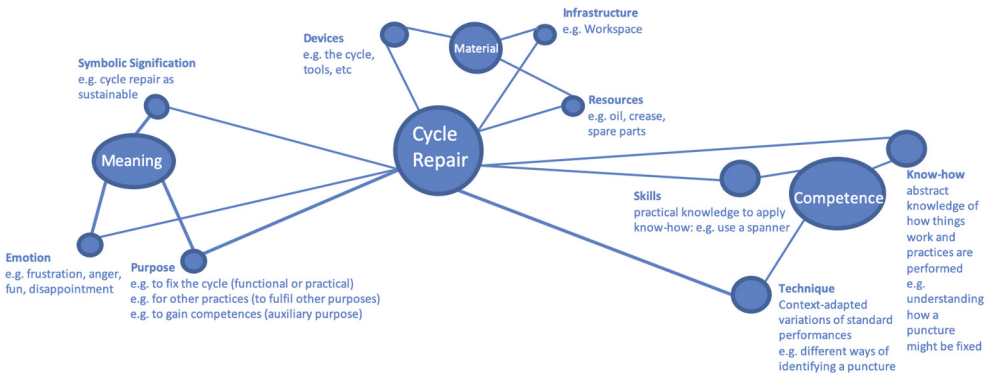 Infrastructure
e.g. Workspace
Devices
e.g. the cycle,
tools, etc
Material
Symbolic Signification
e.g. cycle repair as
sustainable
Resources
e.g. oil, crease,
spare parts
Cycle
Repair
Meaning
Know-how
abstract
knowledge of
how things
work and
practices are
performed
e.g.
understanding
how a
puncture
might be fixed
Skills
practical knowledge to apply
know-how: e.g. use a spanner
Competence
Emotion
e.g. frustration, anger,
fun, disappointment
Purpose
e.g. to fix the cycle (functional or practical)
e.g. for other practices (to fulfil other purposes)
e.g. to gain competences (auxiliary purpose)
Technique
Context-adapted
variations of standard
performances
e.g. different ways of
identifying a puncture